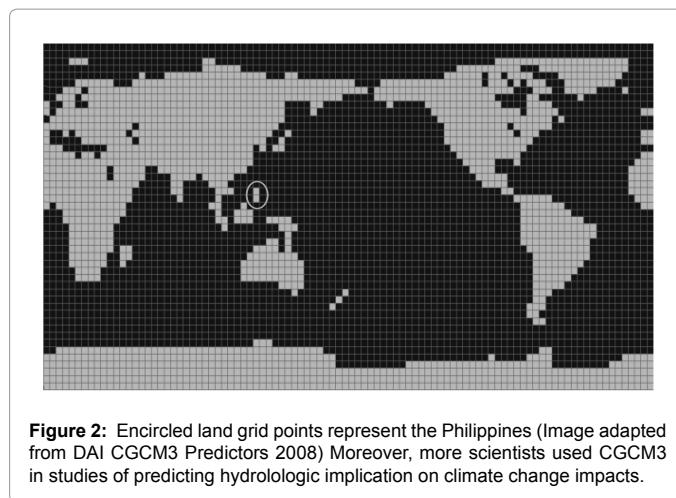 Figure 2: Encircled land grid points represent the Philippines (Image adapted
from DAI CGCM3 Predictors 2008) Moreover, more scientists used CGCM3
in studies of predicting hydrolologic implication on climate change impacts.